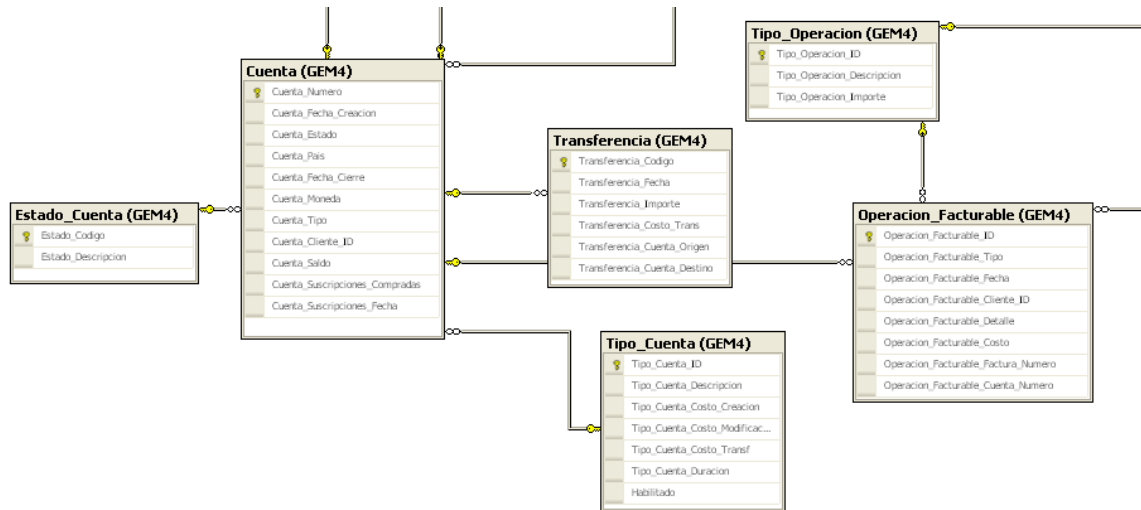 Cuenta (GEM4)
Cuenta_Numero
Cuenta_Fecha_Creacion
Cuenta_Estado
Cuenta_Pais
Cuenta_Fecha_Cierre
Cuenta_Moneda
Cuenta_Tipo
Cuenta_Cliente_ID
Cuenta_Saldo
Cuenta_Suscripciones_Compradas
Cuenta_Suscripciones_Fecha
Estado_Cuenta (GEM4)
Estado_Codigo
Estado_Descripcion
Transferencia (GEM4)
Transferencia_Codigo
Transferencia_Fecha
Transferencia_Importe
Transferencia_Costo_Trans
Transferencia_Cuenta_Origen
Transferencia_Cuenta_Destino
Tipo_Cuenta (GEM4)
Tipo_Cuenta_ID
Tipo_Cuenta_Descripcion
Tipo_Cuenta_Costo_Creacion
Tipo_Cuenta_Costo_Modificac...
Tipo_Cuenta_Costo_Transf
Tipo_Cuenta_Duracion
Habilitado
Tipo_Operacion (GEM4)
Tipo_Operacion_ID
Tipo_Operacion_Descripcion
Tipo_Operacion_Importe
Operacion_Facturable (GEM4)
Operacion_Facturable_ID
Operacion_Facturable_Tipo
Operacion_Facturable_Fecha
Operacion_Facturable_Cliente_ID
Operacion_Facturable_Detalle
Operacion_Facturable_Costo
Operacion_Facturable_Factura_Numero
Operacion_Facturable_Cuenta_Numero